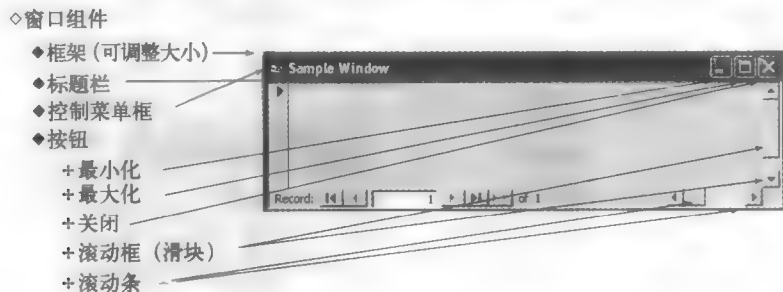 ◇窗口组件
◆框架(可调整大小)
◆标题栏
◆控制菜单框
◆按钮
+最小化
+最大化
+关闭
+滚动框(滑块)
+滚动条
Sample Window
Record: 1 of 1